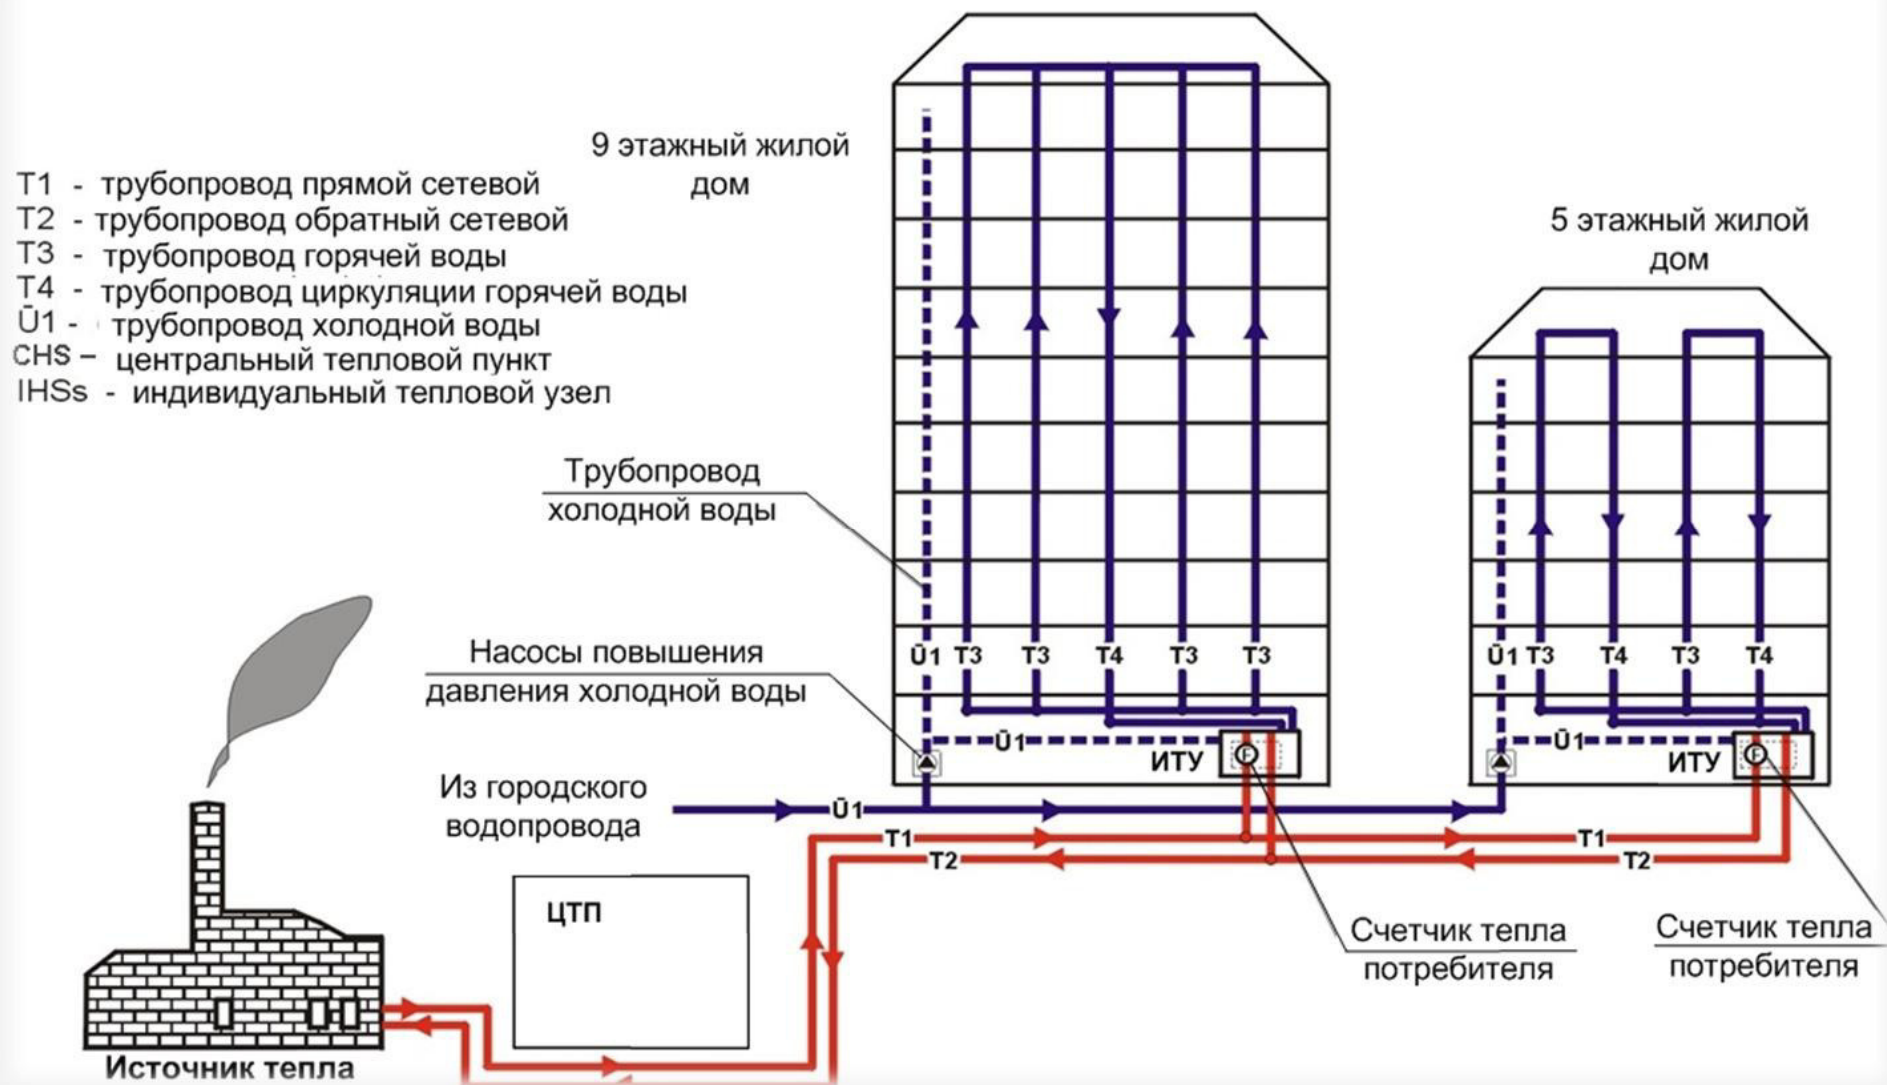 9 этажный жилой
дом
T1 - трубопровод прямой сетевой
T2 - трубопровод обратный сетевой
T3 - трубопровод горячей воды
T4 - трубопровод циркуляции горячей воды
Ū1 - трубопровод холодной воды
CHS – центральный тепловой пункт
IHSs - индивидуальный тепловой узел
5 этажный жилой
дом
Трубопровод
холодной воды
Насосы повышения
давления холодной воды
Ū1 T3 T3 T4 T3 T3
Ū1 T3 T4 T3 T4
Ū1
ИТУ
F
Ū1
ИТУ
F
Из городского
водопровода
Ū1
T1
T1
T2
T2
ЦТП
Счетчик тепла
потребителя
Счетчик тепла
потребителя
Источник тепла